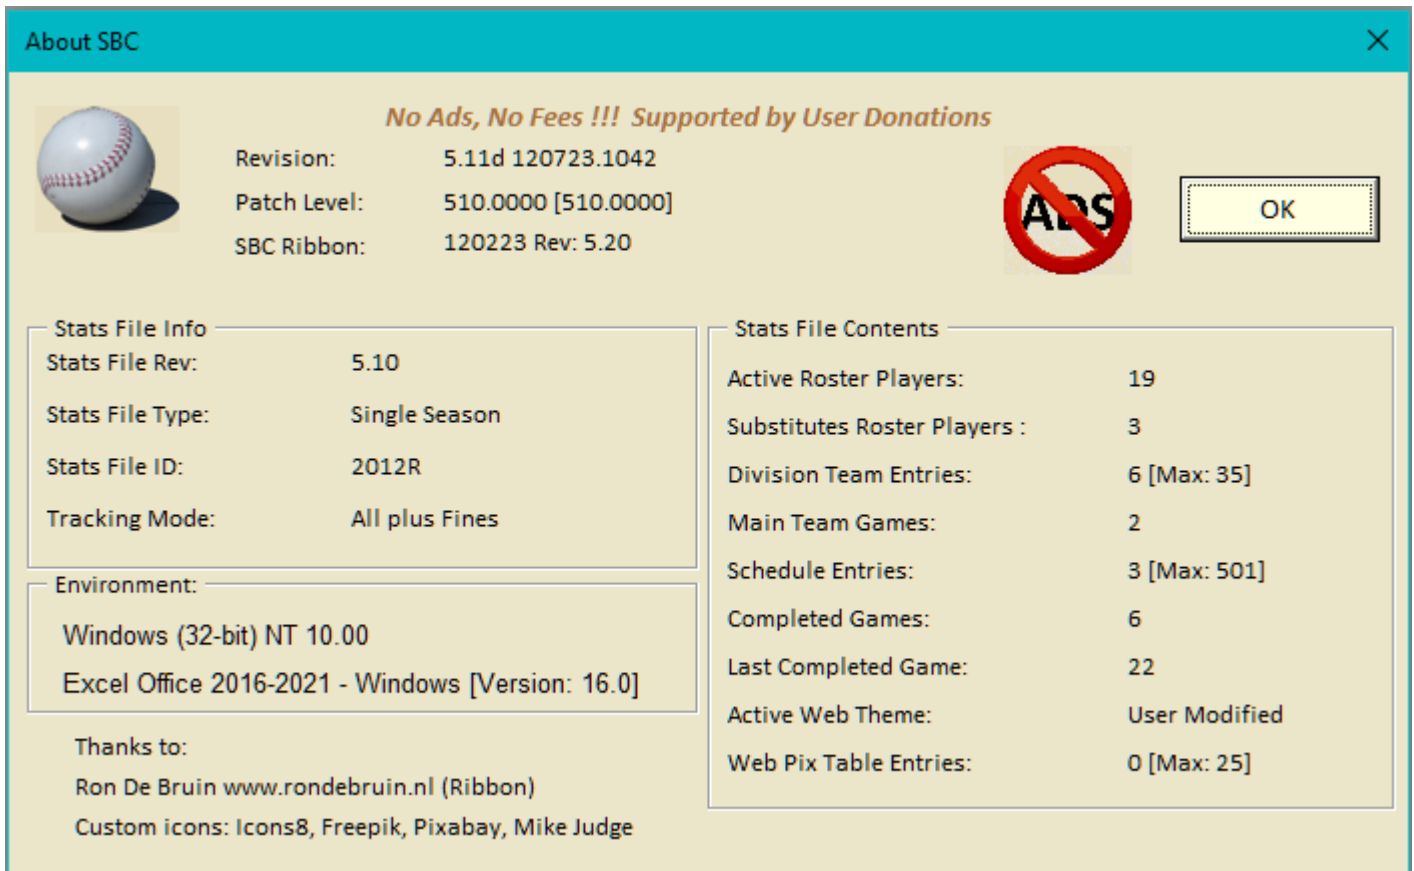 About SBC
No Ads, No Fees !!! Supported by User Donations
Revision: 5.11d 120723.1042
Patch Level: 510.0000 [510.0000]
SBC Ribbon: 120223 Rev: 5.20
ADS
OK
Stats File Info
Stats File Rev: 5.10
Stats File Type: Single Season
Stats File ID: 2012R
Tracking Mode: All plus Fines
Environment:
Windows (32-bit) NT 10.00
Excel Office 2016-2021 - Windows [Version: 16.0]
Thanks to:
Ron De Bruin www.rondebruin.nl (Ribbon)
Custom icons: Icons8, Freepik, Pixabay, Mike Judge
Stats File Contents
Active Roster Players: 19
Substitutes Roster Players : 3
Division Team Entries: 6 [Max: 35]
Main Team Games: 2
Schedule Entries: 3 [Max: 501]
Completed Games: 6
Last Completed Game: 22
Active Web Theme: User Modified
Web Pix Table Entries: 0 [Max: 25]